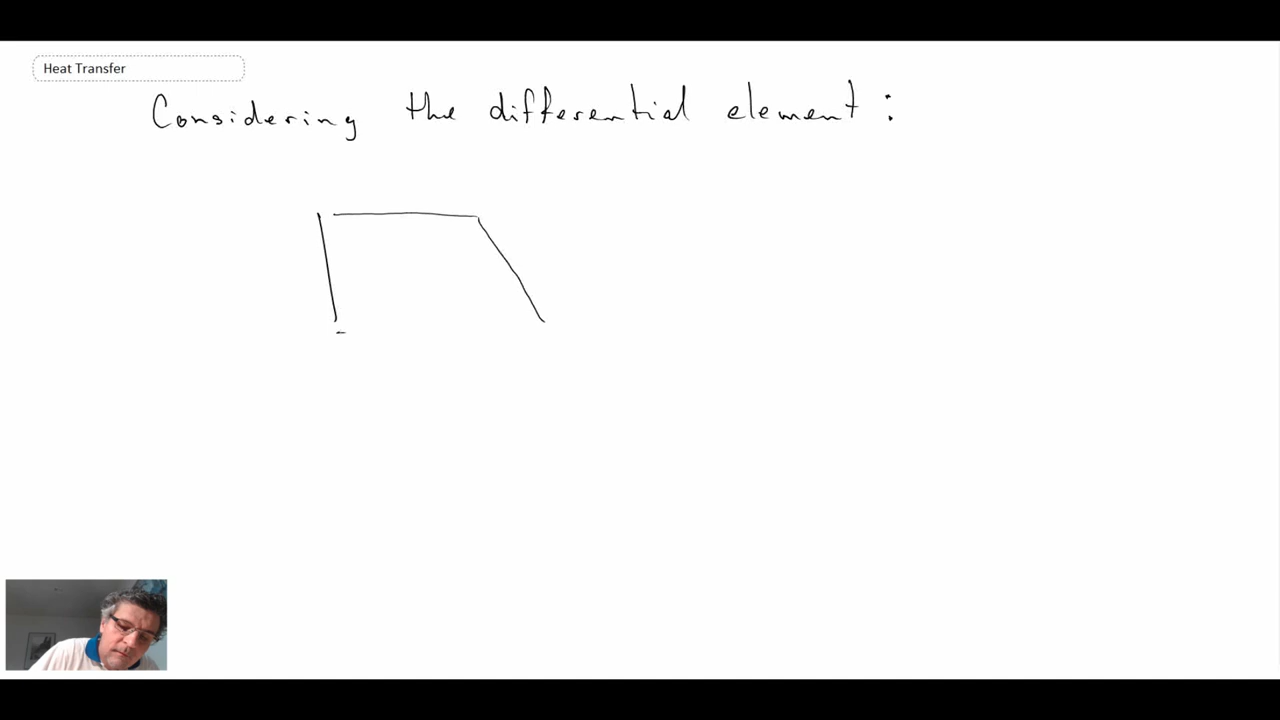 Heat Transfer
Considering the differential element: